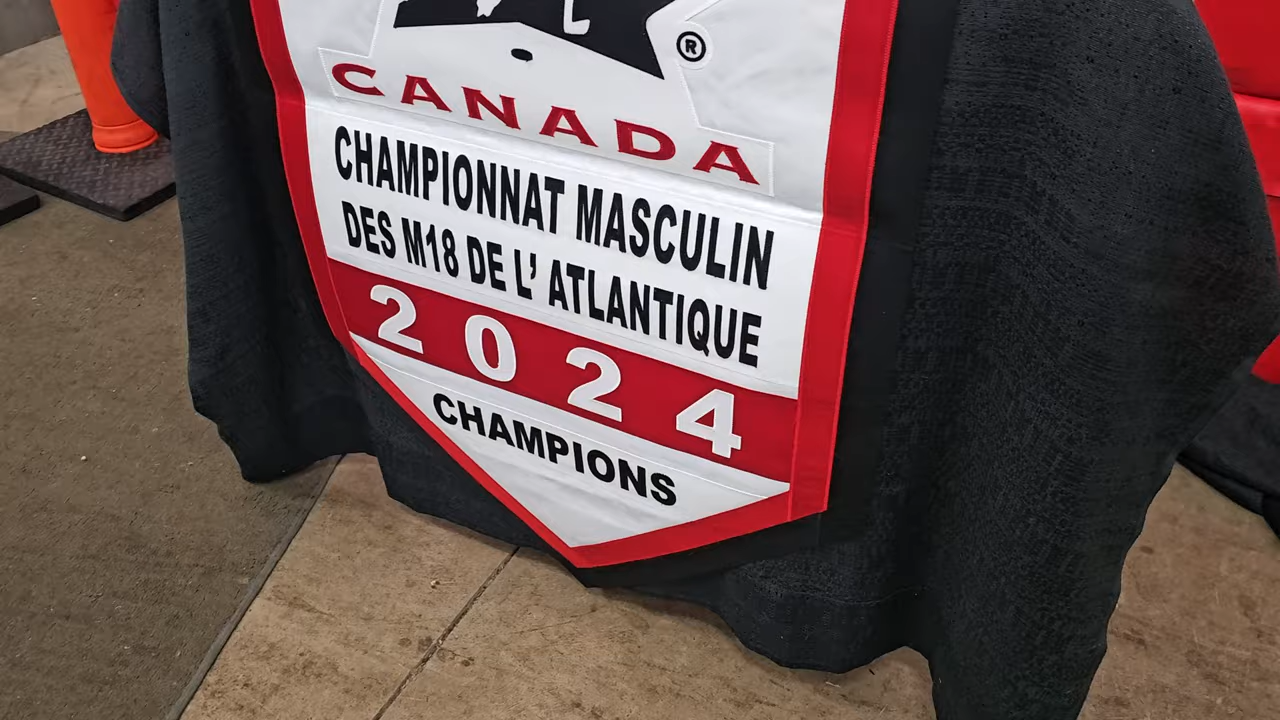 ®
CANADA
CHAMPIONNAT MASCULIN
DES M18 DE L' ATLANTIQUE
2024
CHAMPIONS